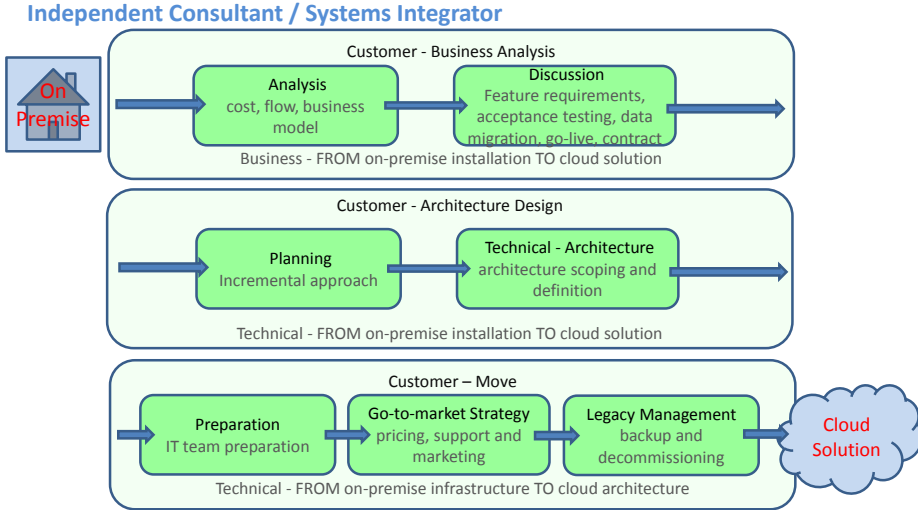 Independent Consultant / Systems Integrator
Customer - Business Analysis
On
Premise
Analysis
cost, flow, business
model
Discussion
Feature requirements,
acceptance testing, data
migration, go-live, contract
Business - FROM on-premise installation TO cloud solution
Customer - Architecture Design
Planning
Incremental approach
Technical - Architecture
architecture scoping and
definition
Technical - FROM on-premise installation TO cloud solution
Customer – Move
Preparation
IT team preparation
Go-to-market Strategy
pricing, support and
marketing
Legacy Management
backup and
decommissioning
Cloud
Solution
Technical - FROM on-premise infrastructure TO cloud architecture